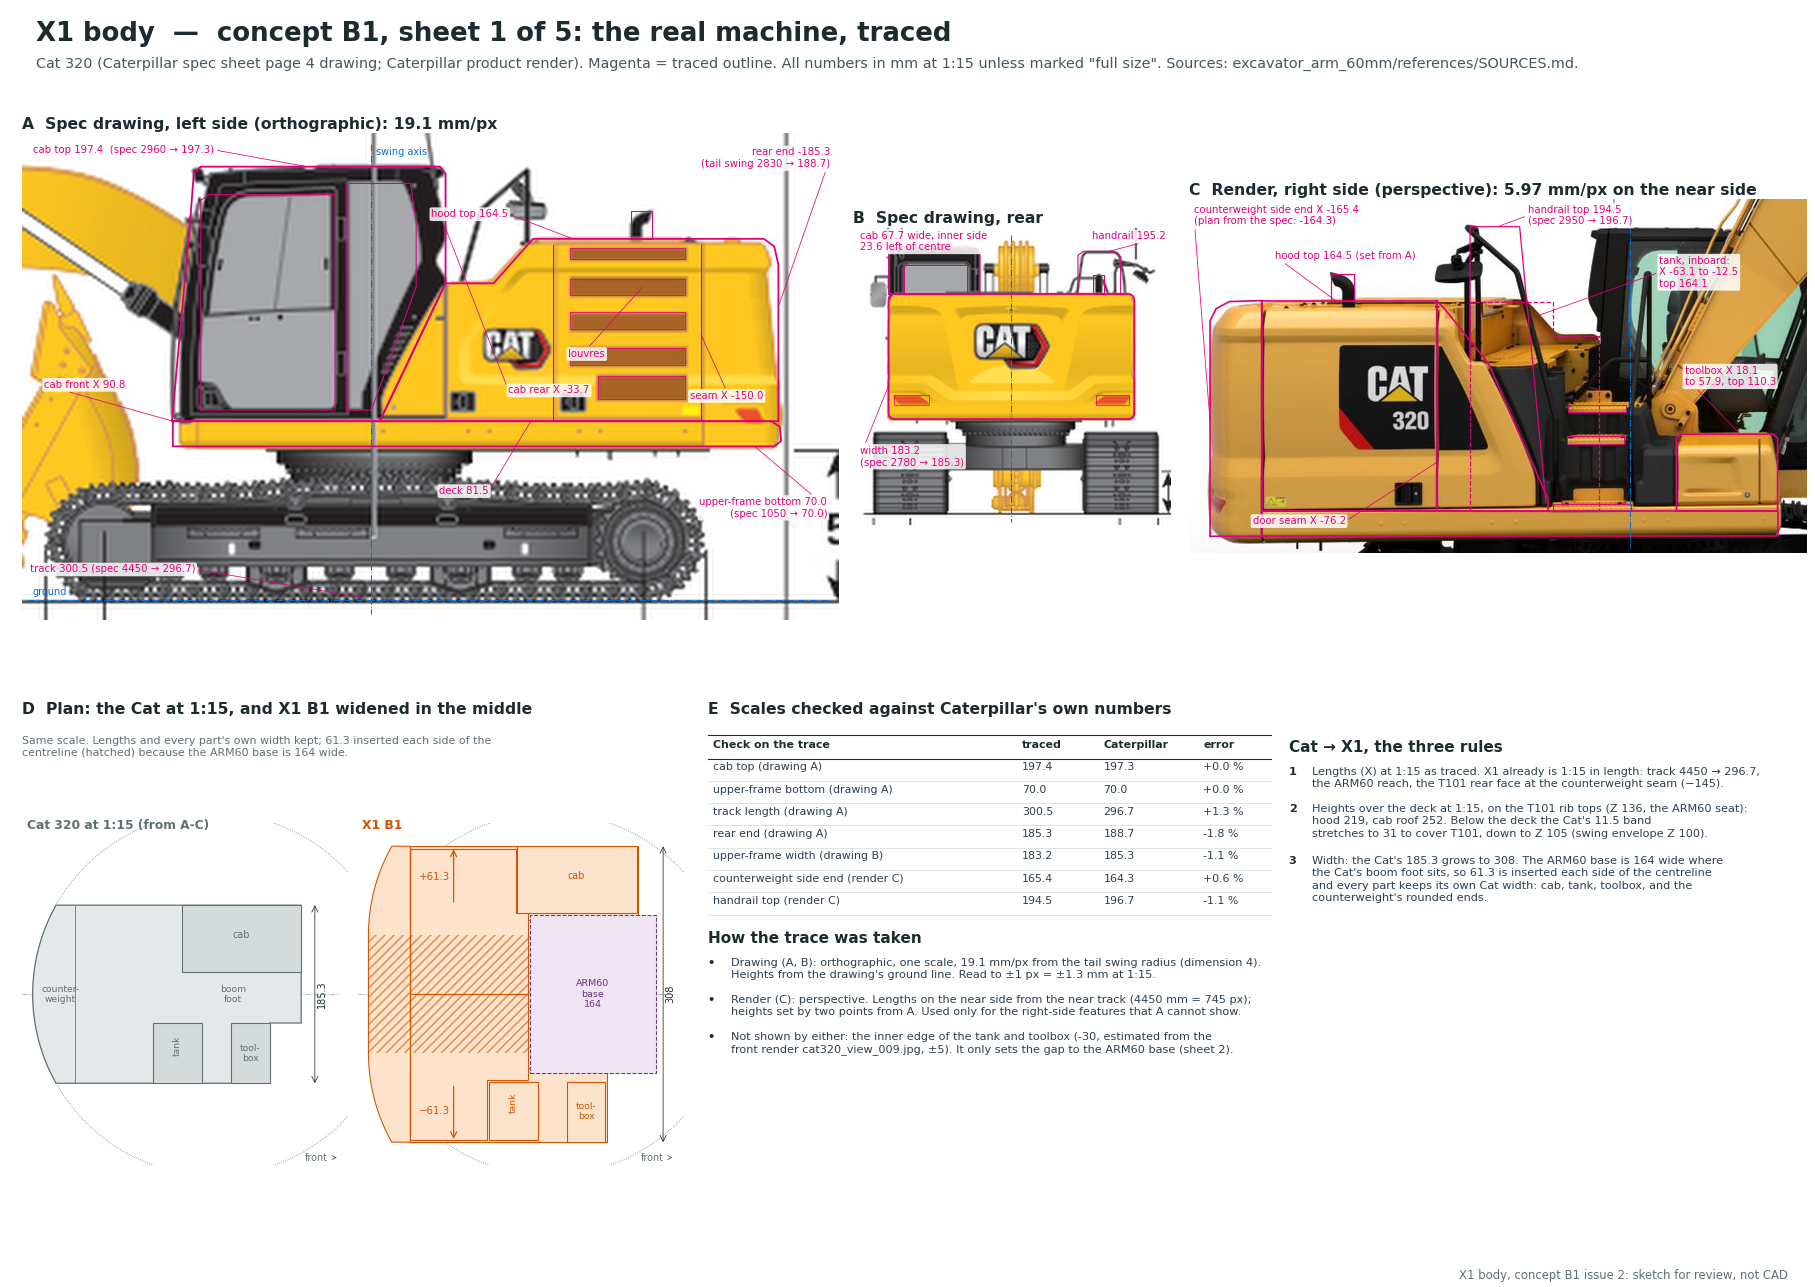 X1 body — concept B1, sheet 1 of 5: the real machine, traced
Cat 320 (Caterpillar spec sheet page 4 drawing; Caterpillar product render). Magenta = traced outline. All numbers in mm at 1:15 unless marked "full size". Sources: excavator_arm_60mm/references/SOURCES.md.
A Spec drawing, left side (orthographic): 19.1 mm/px
cab top 197.4 (spec 2960 → 197.3)
swing axis
rear end -185.3
(tail swing 2830 → 188.7)
hood top 164.5
CAT
louvres
cab front X 90.8
cab rear X -33.7
seam X -150.0
deck 81.5
upper-frame bottom 70.0
(spec 1050 → 70.0)
track 300.5 (spec 4450 → 296.7)
ground
B Spec drawing, rear
cab 67.7 wide, inner side
23.6 left of centre
handrail 195.2
CAT
width 183.2
(spec 2780 → 185.3)
C Render, right side (perspective): 5.97 mm/px on the near side
counterweight side end X -165.4
(plan from the spec: -164.3)
handrail top 194.5
(spec 2950 → 196.7)
hood top 164.5 (set from A)
tank, inboard:
X -63.1 to -12.5
top 164.1
toolbox X 18.1
to 57.9, top 110.3
CAT
320
door seam X -76.2
D Plan: the Cat at 1:15, and X1 B1 widened in the middle
Same scale. Lengths and every part's own width kept; 61.3 inserted each side of the
centreline (hatched) because the ARM60 base is 164 wide.
Cat 320 at 1:15 (from A-C)
cab
counter-
weight
boom
foot
185.3
tank
tool-
box
front >
X1 B1
+61.3
cab
ARM60
base
164
308
−61.3
tank
tool-
box
front >
E Scales checked against Caterpillar's own numbers
Check on the trace traced Caterpillar error
cab top (drawing A) 197.4 197.3 +0.0 %
upper-frame bottom (drawing A) 70.0 70.0 +0.0 %
track length (drawing A) 300.5 296.7 +1.3 %
rear end (drawing A) 185.3 188.7 -1.8 %
upper-frame width (drawing B) 183.2 185.3 -1.1 %
counterweight side end (render C) 165.4 164.3 +0.6 %
handrail top (render C) 194.5 196.7 -1.1 %
How the trace was taken
• Drawing (A, B): orthographic, one scale, 19.1 mm/px from the tail swing radius (dimension 4).
Heights from the drawing's ground line. Read to ±1 px = ±1.3 mm at 1:15.
• Render (C): perspective. Lengths on the near side from the near track (4450 mm = 745 px);
heights set by two points from A. Used only for the right-side features that A cannot show.
• Not shown by either: the inner edge of the tank and toolbox (-30, estimated from the
front render cat320_view_009.jpg, ±5). It only sets the gap to the ARM60 base (sheet 2).
Cat → X1, the three rules
1 Lengths (X) at 1:15 as traced. X1 already is 1:15 in length: track 4450 → 296.7,
the ARM60 reach, the T101 rear face at the counterweight seam (−145).
2 Heights over the deck at 1:15, on the T101 rib tops (Z 136, the ARM60 seat):
hood 219, cab roof 252. Below the deck the Cat's 11.5 band
stretches to 31 to cover T101, down to Z 105 (swing envelope Z 100).
3 Width: the Cat's 185.3 grows to 308. The ARM60 base is 164 wide where
the Cat's boom foot sits, so 61.3 is inserted each side of the centreline
and every part keeps its own Cat width: cab, tank, toolbox, and the
counterweight's rounded ends.
X1 body, concept B1 issue 2: sketch for review, not CAD